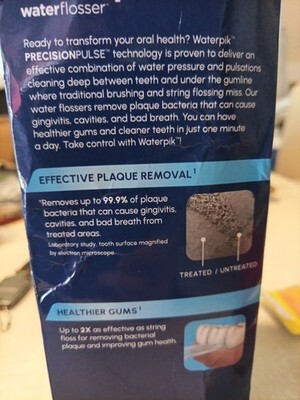 waterflosser™
Ready to transform your oral health? Waterpik™
PRECISIONPULSE™ technology is proven to deliver an
effective combination of water pressure and pulsations
cleaning deep between teeth and under the gumline
where traditional brushing and string flossing miss. Our
water flossers remove plaque bacteria that can cause
gingivitis, cavities, and bad breath. You can have
healthier gums and cleaner teeth in just one minute
a day. Take control with Waterpik™!
EFFECTIVE PLAQUE REMOVAL†
*Removes up to 99.9% of plaque
bacteria that can cause gingivitis,
cavities, and bad breath from
treated areas.
Laboratory study, tooth surface magnified
by electron microscope.
TREATED / UNTREATED
HEALTHIER GUMS†
Up to 2X as effective as string
floss for removing bacterial
plaque and improving gum health.